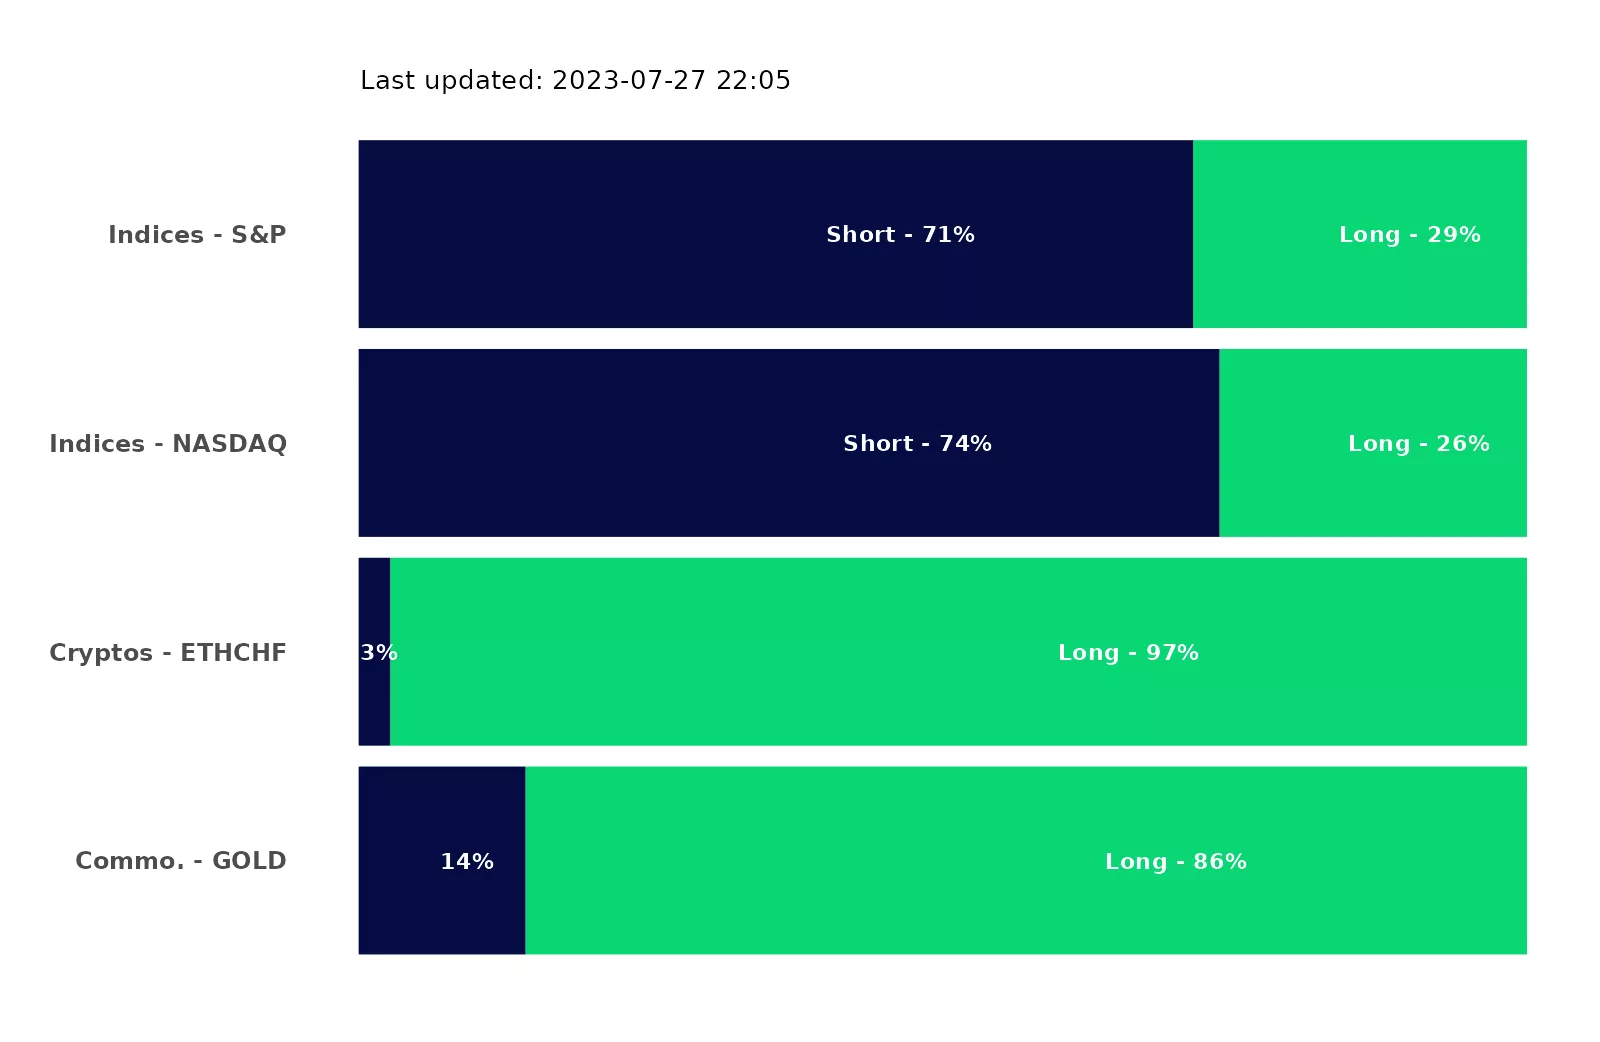 Last updated: 2023-07-27 22:05
Indices - S&P
Short - 71%
Long - 29%
Indices - NASDAQ
Short - 74%
Long - 26%
Cryptos - ETHCHF
3%
Long - 97%
Commo. - GOLD
14%
Long - 86%